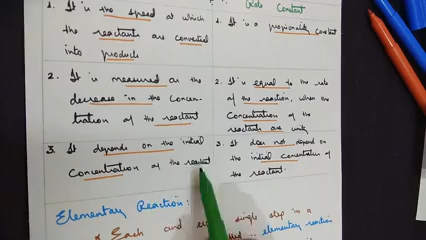 Rate Constant
1. It is the speed at which
the reactants are converted
into products
1. It is a proportionality constant
2. It is measured as the
decrease in the Concen-
tration of the reactant
2. It is equal to the rate
of the reaction, when the
Concentration of the
reactants are unity
3. It depends on the initial
Concentration of the reactant
3. It does not depend on
the initial Concentration of
the reactant.
Elementary Reaction:
* Each and single step in a
elementary reaction